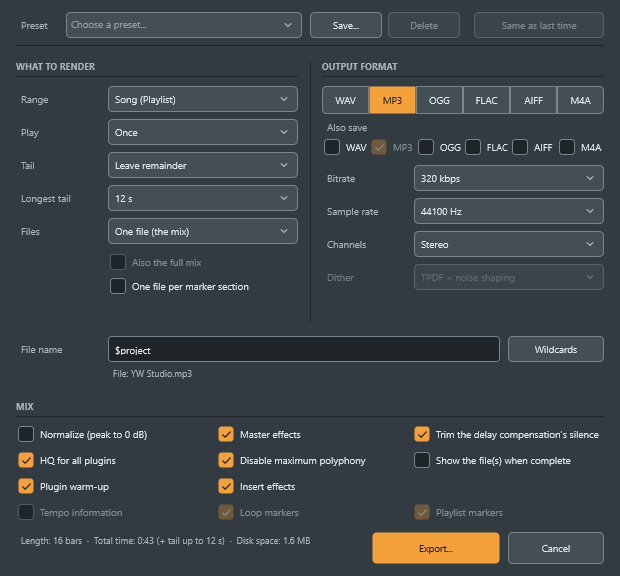 Preset Choose a preset... Save... Delete Same as last time
WHAT TO RENDER
Range Song (Playlist)
Play Once
Tail Leave remainder
Longest tail 12 s
Files One file (the mix)
Also the full mix
One file per marker section
OUTPUT FORMAT
WAV MP3 OGG FLAC AIFF M4A
Also save
WAV MP3 OGG FLAC AIFF M4A
Bitrate 320 kbps
Sample rate 44100 Hz
Channels Stereo
Dither TPDF + noise shaping
File name $project Wildcards
File: YW Studio.mp3
MIX
Normalize (peak to 0 dB) Master effects Trim the delay compensation's silence
HQ for all plugins Disable maximum polyphony Show the file(s) when complete
Plugin warm-up Insert effects
Tempo information Loop markers Playlist markers
Length: 16 bars · Total time: 0:43 (+ tail up to 12 s) · Disk space: 1.6 MB Export... Cancel